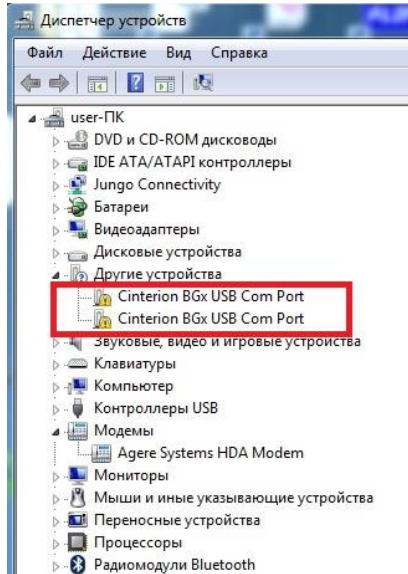 Диспетчер устройств
Файл Действие Вид Справка
user-ПК
DVD и CD-ROM дисководы
IDE ATA/ATAPI контроллеры
Jungo Connectivity
Батареи
Видеоадаптеры
Дисковые устройства
Другие устройства
Cinterion BGx USB Com Port
Cinterion BGx USB Com Port
Звуковые, видео и игровые устройства
Клавиатуры
Компьютер
Контроллеры USB
Модемы
Agere Systems HDA Modem
Мониторы
Мыши и иные указывающие устройства
Переносные устройства
Процессоры
Радиомодули Bluetooth